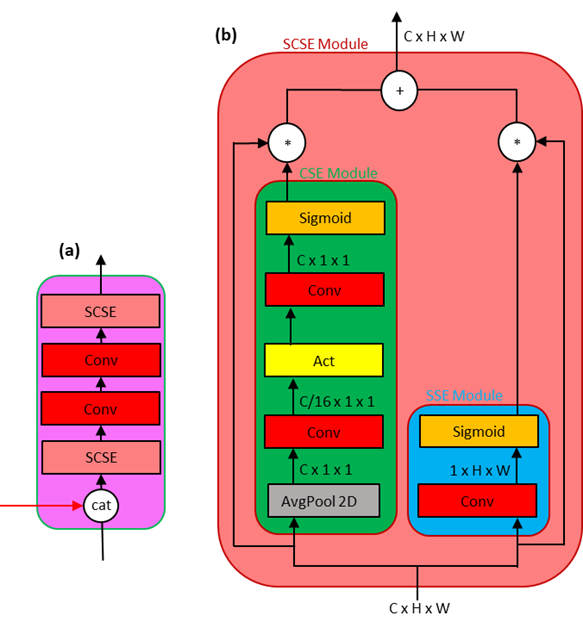 (a)
SCSE
Conv
Conv
SCSE
cat
(b)
C x H x W
SCSE Module
+
*
*
CSE Module
Sigmoid
C x 1 x 1
Conv
Act
C/16 x 1 x 1
Conv
C x 1 x 1
AvgPool 2D
SSE Module
Sigmoid
1 x H x W
Conv
C x H x W